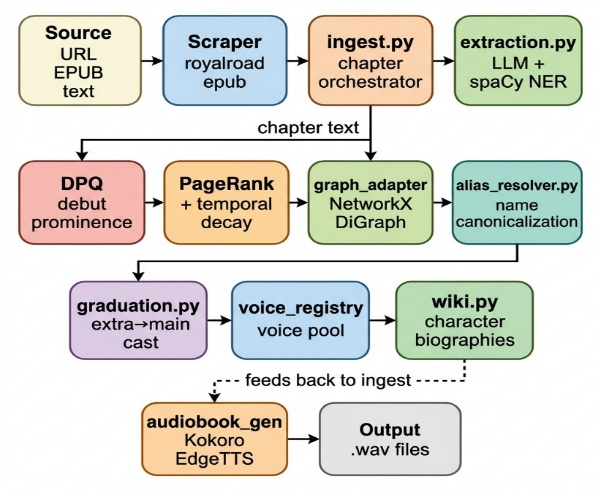 Source
URL
EPUB
text
Scraper
royalroad
epub
ingest.py
chapter
orchestrator
extraction.py
LLM +
spaCy NER
chapter text
DPQ
debut
prominence
PageRank
+ temporal
decay
graph_adapter
NetworkX
DiGraph
alias_resolver.py
name
canonicalization
graduation.py
extra→main
cast
voice_registry
voice pool
wiki.py
character
biographies
feeds back to ingest
audiobook_gen
Kokoro
EdgeTTS
Output
.wav files